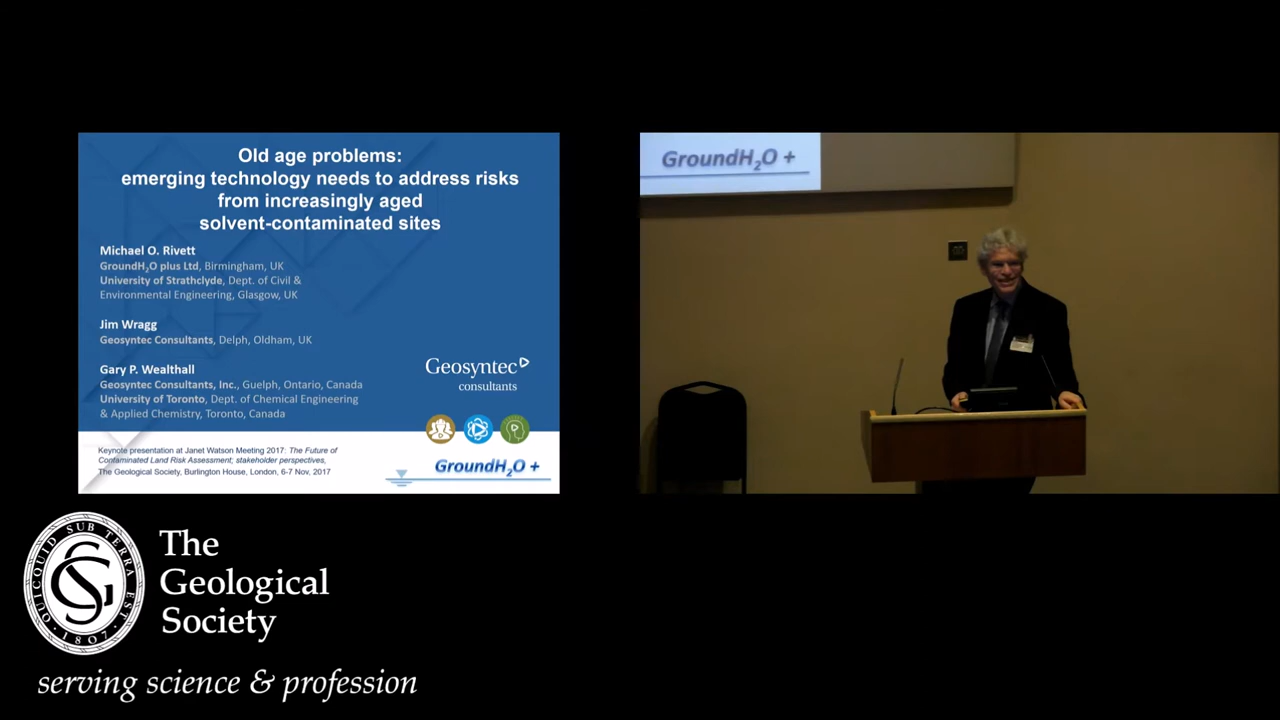 Old age problems:
emerging technology needs to address risks
from increasingly aged
solvent-contaminated sites
Michael O. Rivett
GroundH₂O plus Ltd, Birmingham, UK
University of Strathclyde, Dept. of Civil &
Environmental Engineering, Glasgow, UK
Jim Wragg
Geosyntec Consultants, Delph, Oldham, UK
Gary P. Wealthall
Geosyntec Consultants, Inc., Guelph, Ontario, Canada
University of Toronto, Dept. of Chemical Engineering
& Applied Chemistry, Toronto, Canada
Geosyntec
consultants
Keynote presentation at Janet Watson Meeting 2017: The Future of
Contaminated Land Risk Assessment; stakeholder perspectives,
The Geological Society, Burlington House, London, 6-7 Nov, 2017
GroundH₂O +
GroundH₂O +
QUICQUID SUB TERRA EST
GS
·1807·
The
Geological
Society
serving science & profession